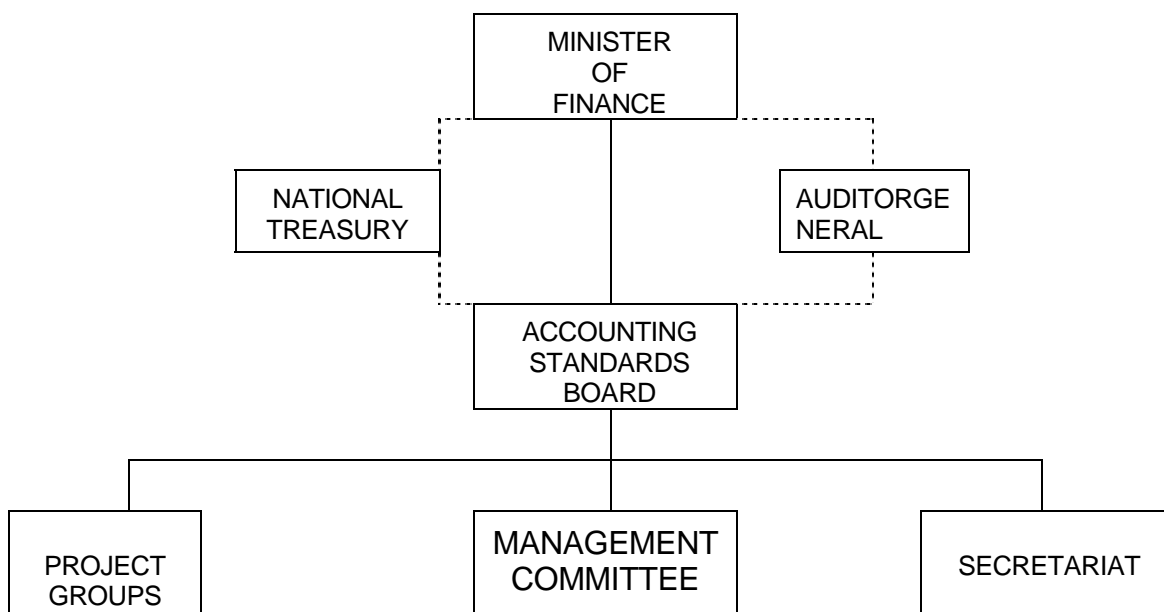 MINISTER
OF
FINANCE
NATIONAL
TREASURY
AUDITORGE
NERAL
ACCOUNTING
STANDARDS
BOARD
PROJECT
GROUPS
MANAGEMENT
COMMITTEE
SECRETARIAT